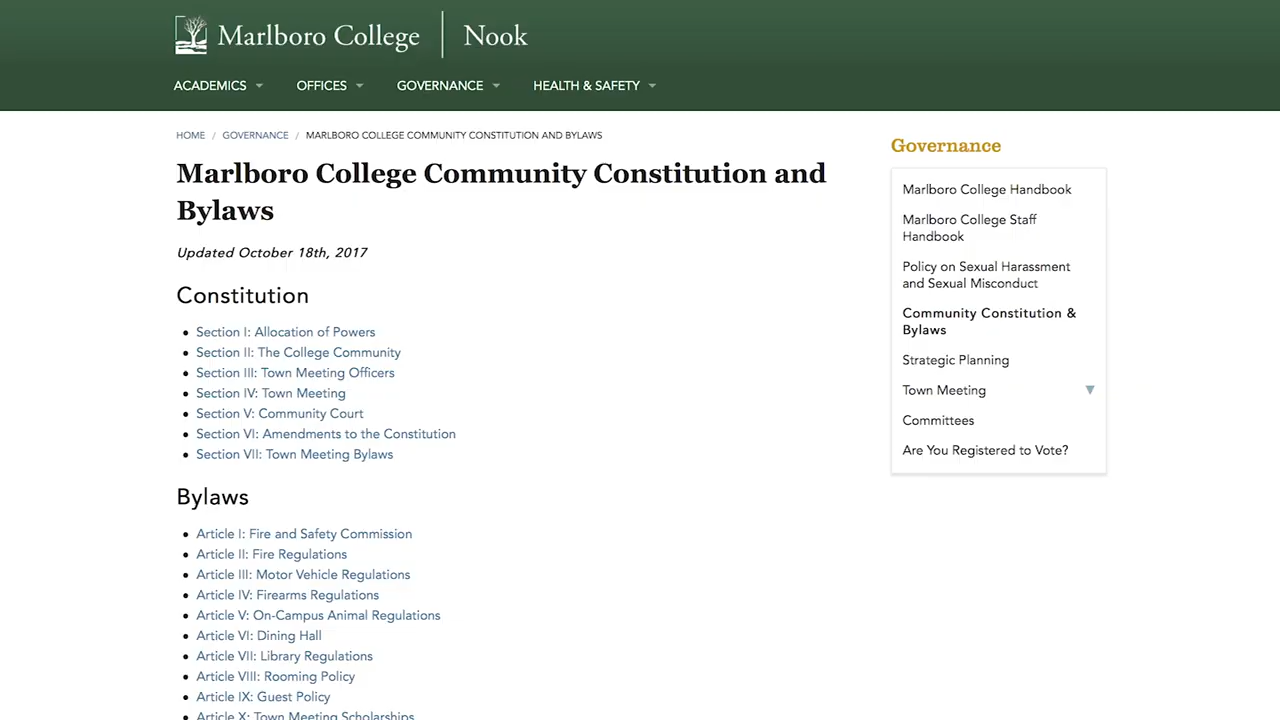 Marlboro College | Nook
ACADEMICS
OFFICES
GOVERNANCE
HEALTH & SAFETY
HOME / GOVERNANCE / MARLBORO COLLEGE COMMUNITY CONSTITUTION AND BYLAWS
Marlboro College Community Constitution and
Bylaws
Updated October 18th, 2017
Constitution
Section I: Allocation of Powers
Section II: The College Community
Section III: Town Meeting Officers
Section IV: Town Meeting
Section V: Community Court
Section VI: Amendments to the Constitution
Section VII: Town Meeting Bylaws
Bylaws
Article I: Fire and Safety Commission
Article II: Fire Regulations
Article III: Motor Vehicle Regulations
Article IV: Firearms Regulations
Article V: On-Campus Animal Regulations
Article VI: Dining Hall
Article VII: Library Regulations
Article VIII: Rooming Policy
Article IX: Guest Policy
Article X: Town Meeting Scholarships
Governance
Marlboro College Handbook
Marlboro College Staff
Handbook
Policy on Sexual Harassment
and Sexual Misconduct
Community Constitution &
Bylaws
Strategic Planning
Town Meeting
Committees
Are You Registered to Vote?